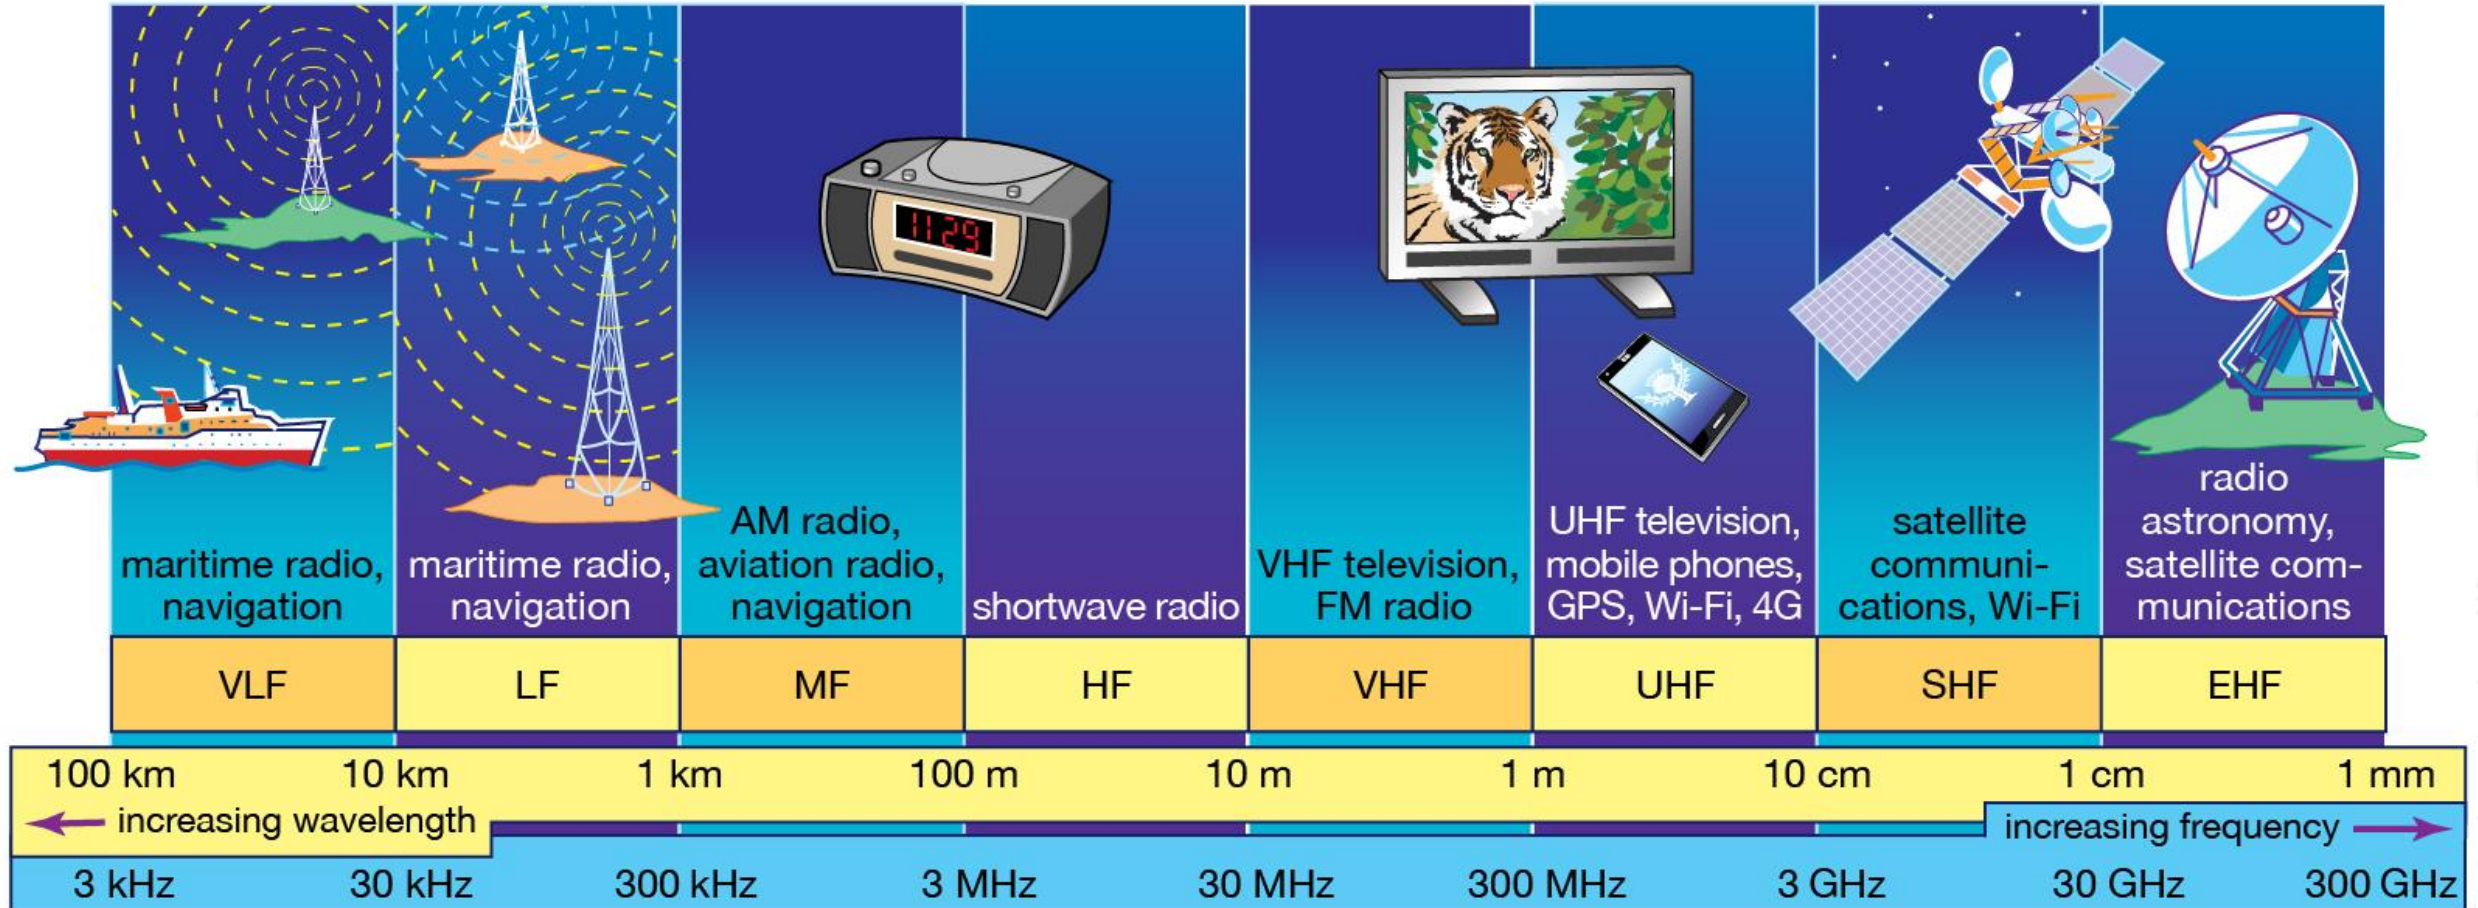 11:29
maritime radio,
navigation
maritime radio,
navigation
AM radio,
aviation radio,
navigation
shortwave radio
VHF television,
FM radio
UHF television,
mobile phones,
GPS, Wi-Fi, 4G
satellite
communi-
cations, Wi-Fi
radio
astronomy,
satellite com-
munications
VLF
LF
MF
HF
VHF
UHF
SHF
EHF
100 km
10 km
1 km
100 m
10 m
1 m
10 cm
1 cm
1 mm
increasing wavelength
increasing frequency
3 kHz
30 kHz
300 kHz
3 MHz
30 MHz
300 MHz
3 GHz
30 GHz
300 GHz